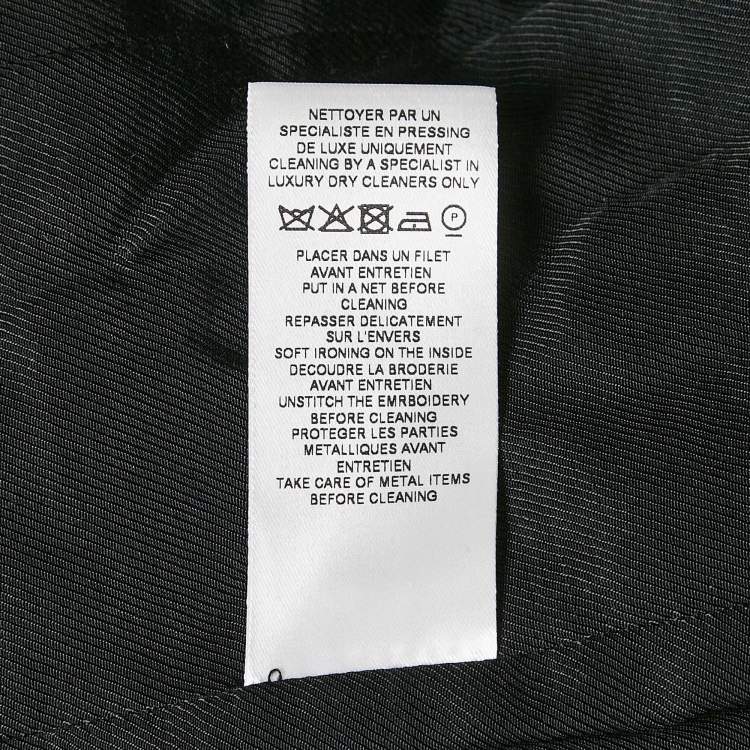 NETTOYER PAR UN
SPECIALISTE EN PRESSING
DE LUXE UNIQUEMENT
CLEANING BY A SPECIALIST IN
LUXURY DRY CLEANERS ONLY
P
PLACER DANS UN FILET
AVANT ENTRETIEN
PUT IN A NET BEFORE
CLEANING
REPASSER DELICATEMENT
SUR L'ENVERS
SOFT IRONING ON THE INSIDE
DECOUDRE LA BRODERIE
AVANT ENTRETIEN
UNSTITCH THE EMRBOIDERY
BEFORE CLEANING
PROTEGER LES PARTIES
METALLIQUES AVANT
ENTRETIEN
TAKE CARE OF METAL ITEMS
BEFORE CLEANING